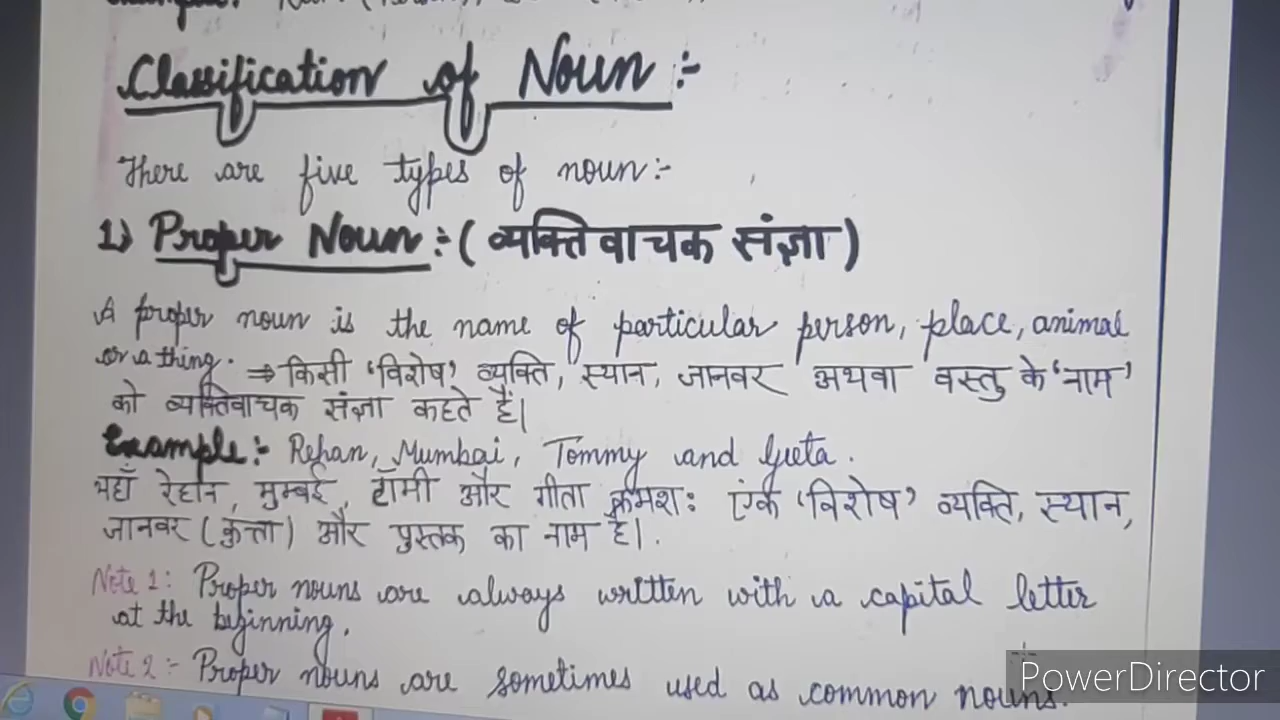 Classification of Noun :-
There are five types of noun :-
1) Proper Noun :- ( व्यक्तिवाचक संज्ञा )
A proper noun is the name of particular person, place, animal
or a thing. ⇒ किसी 'विशेष' व्यक्ति, स्थान, जानवर अथवा वस्तु के 'नाम'
को व्यक्तिवाचक संज्ञा कहते हैं।
Example :- Rehan, Mumbai, Tommy and Geeta.
यहाँ रेहान, मुम्बई, टॉमी और गीता क्रमशः एक 'विशेष' व्यक्ति, स्थान,
जानवर (कुत्ता) और पुस्तक का नाम है।.
Note 1 : Proper nouns are always written with a capital letter
at the beginning.
Note 2 :- Proper nouns are sometimes used as common nouns.
PowerDirector